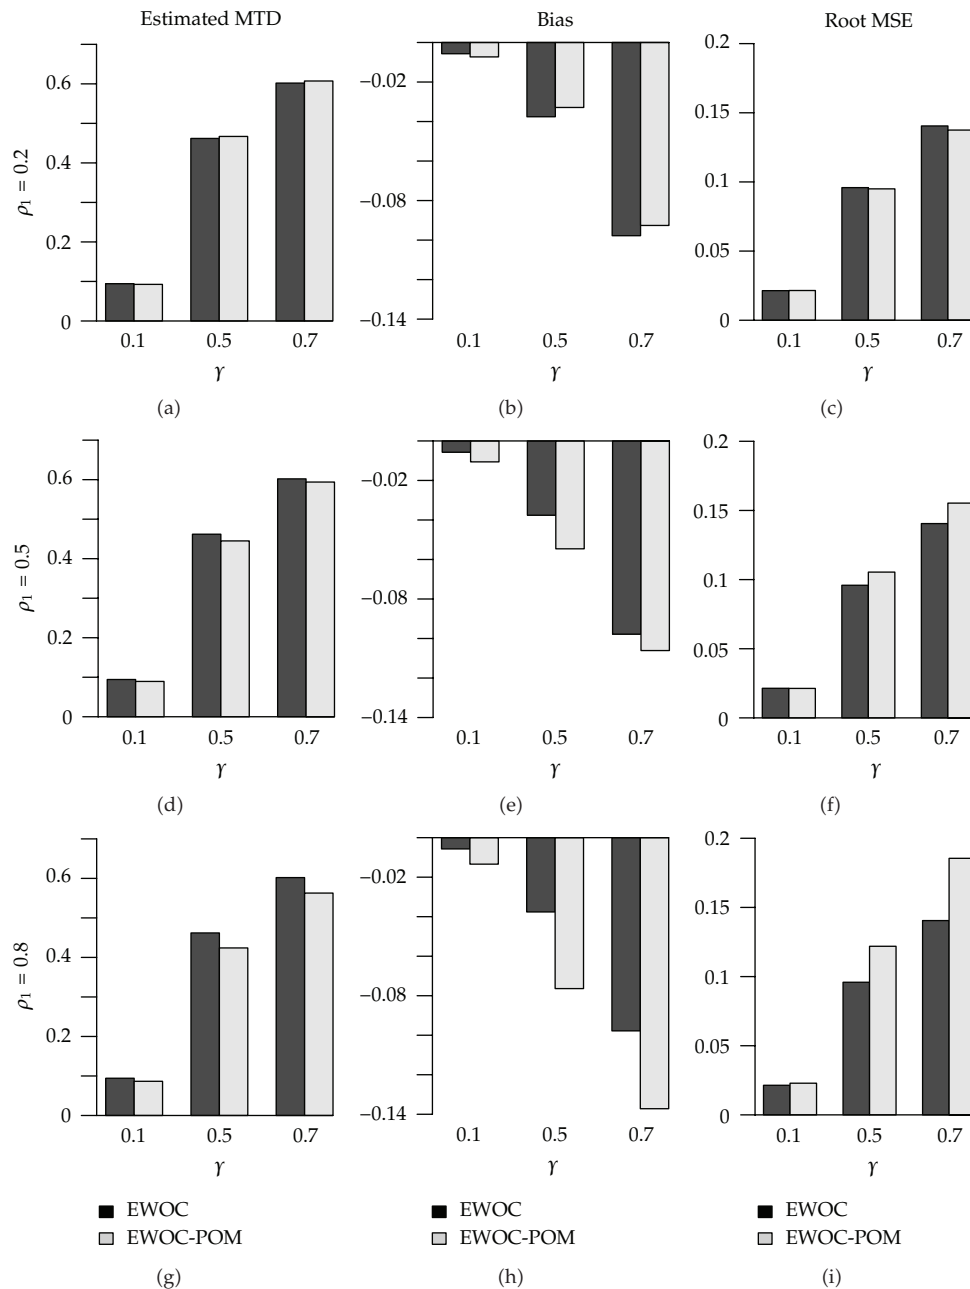 Estimated MTD
Bias
Root MSE
ρ1 = 0.2
0.6
0.4
0.2
0
0.1 0.5 0.7
γ
(a)
−0.02
−0.08
−0.14
0.1 0.5 0.7
γ
(b)
0.2
0.15
0.1
0.05
0
0.1 0.5 0.7
γ
(c)
ρ1 = 0.5
0.6
0.4
0.2
0
0.1 0.5 0.7
γ
(d)
−0.02
−0.08
−0.14
0.1 0.5 0.7
γ
(e)
0.2
0.15
0.1
0.05
0
0.1 0.5 0.7
γ
(f)
ρ1 = 0.8
0.6
0.4
0.2
0
0.1 0.5 0.7
γ
EWOC
EWOC-POM
(g)
−0.02
−0.08
−0.14
0.1 0.5 0.7
γ
EWOC
EWOC-POM
(h)
0.2
0.15
0.1
0.05
0
0.1 0.5 0.7
γ
EWOC
EWOC-POM
(i)